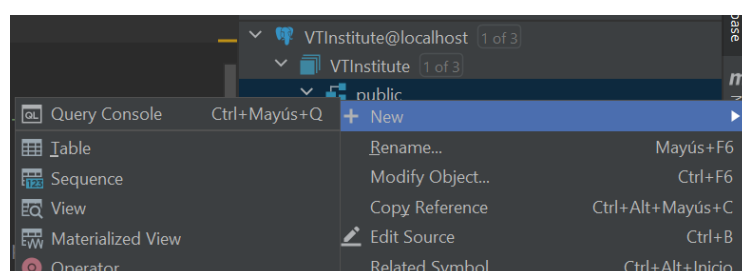 VTInstitute@localhost 1 of 3
VTInstitute 1 of 3
public
Query Console Ctrl+Mayús+Q
Table
Sequence
View
Materialized View
Operator
New
Rename... Mayús+F6
Modify Object... Ctrl+F6
Copy Reference Ctrl+Alt+Mayús+C
Edit Source Ctrl+B
Related Symbol Ctrl+Alt+Inicio